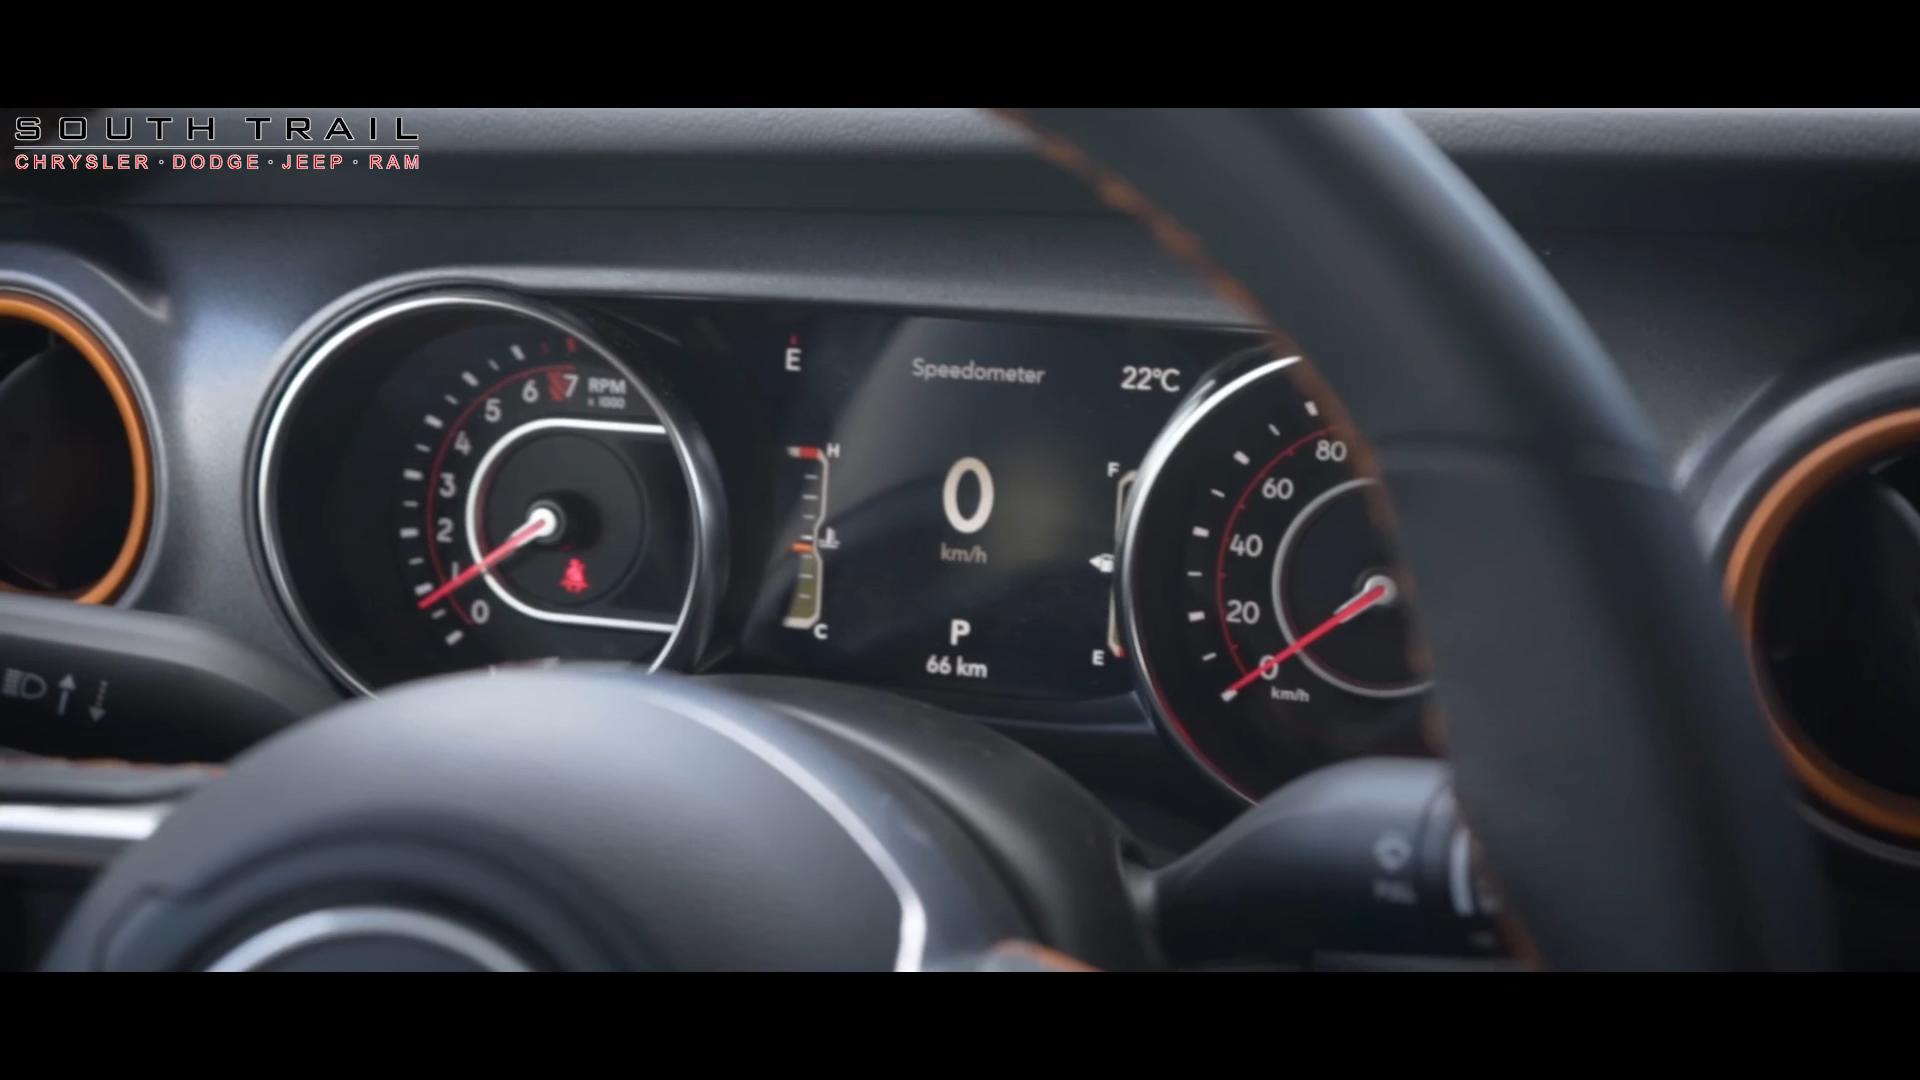 SOUTH TRAIL
CHRYSLER · DODGE · JEEP · RAM
E
Speedometer
22°C
7
6
5
4
3
2
1
0
RPM
x 1000
H
C
0
km/h
P
66 km
F
E
80
60
40
20
0
km/h